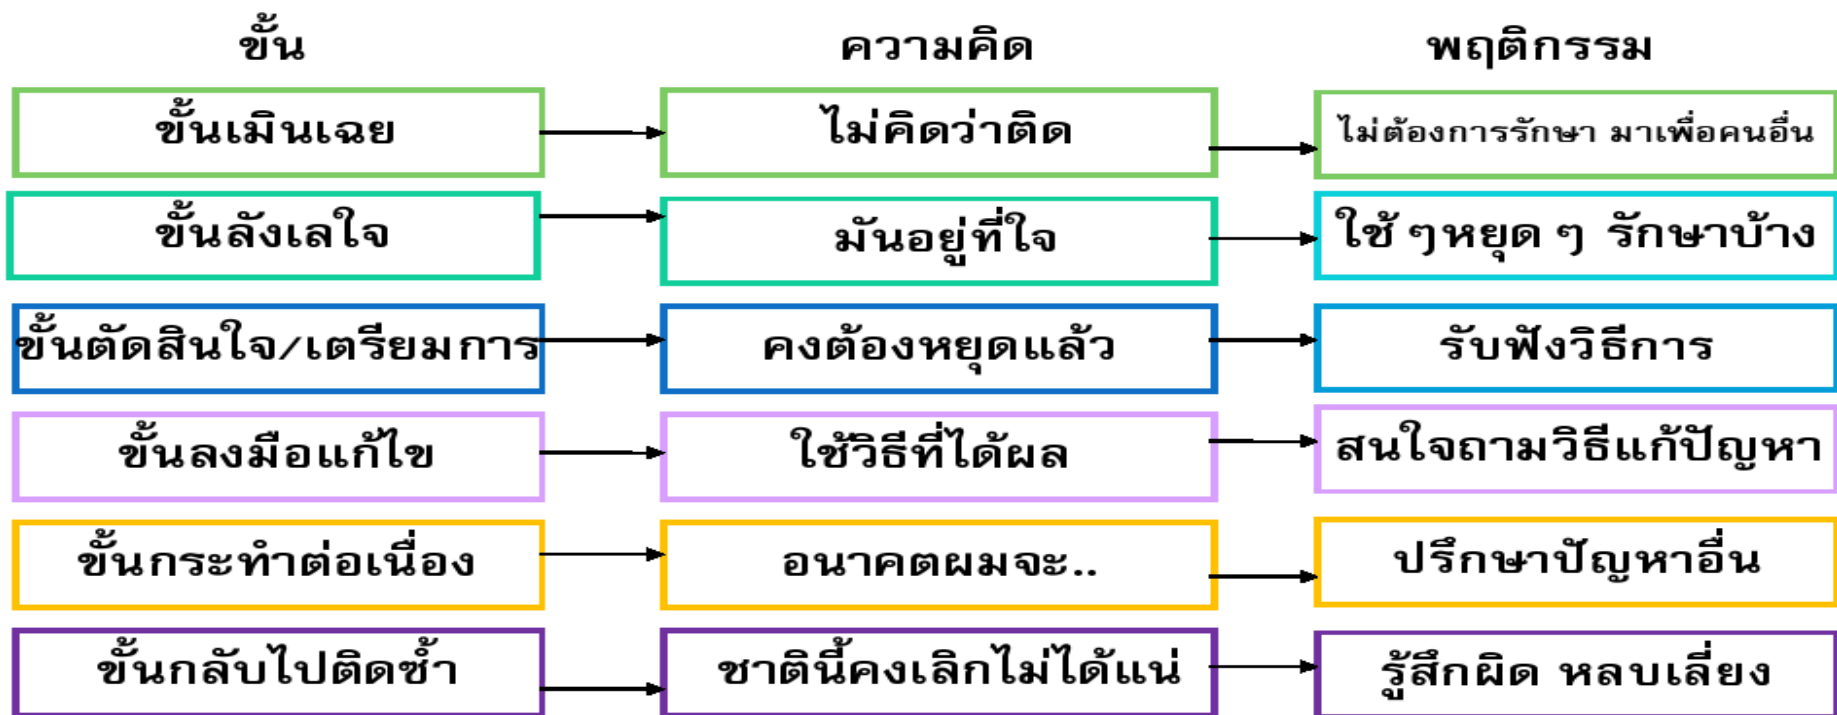 ขั้น ความคิด พฤติกรรม
ขั้นเมินเฉย ไม่คิดว่าติด ไม่ต้องการรักษา มาเพื่อคนอื่น
ขั้นลังเลใจ มันอยู่ที่ใจ ใช้ ๆหยุด ๆ รักษาบ้าง
ขั้นตัดสินใจ/เตรียมการ คงต้องหยุดแล้ว รับฟังวิธีการ
ขั้นลงมือแก้ไข ใช้วิธีที่ได้ผล สนใจถามวิธีแก้ปัญหา
ขั้นกระทำต่อเนื่อง อนาคตผมจะ.. ปรึกษาปัญหาอื่น
ขั้นกลับไปติดซ้ำ ชาตินี้คงเลิกไม่ได้แน่ รู้สึกผิด หลบเลี่ยง